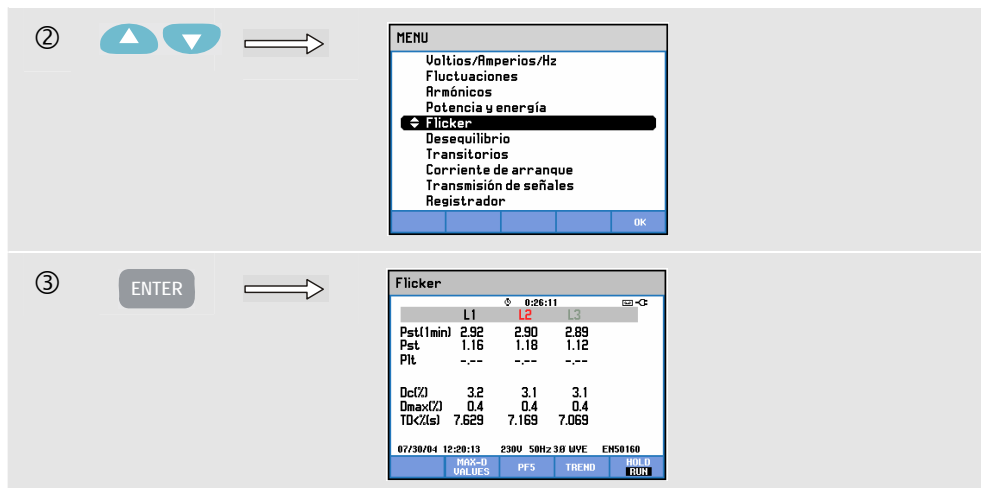 ②
MENU
Voltios/Amperios/Hz
Fluctuaciones
Armónicos
Potencia y energía
Flicker
Desequilibrio
Transitorios
Corriente de arranque
Transmisión de señales
Registrador
OK
③
ENTER
Flicker
0:26:11
L1 L2 L3
Pst(1min) 2.92 2.90 2.89
Pst 1.16 1.18 1.12
Plt -.-- -.-- -.--
Dc(%) 3.2 3.1 3.1
Dmax(%) 0.4 0.4 0.4
TD<%(s) 7.629 7.169 7.069
07/30/04 12:20:13 230V 50Hz 3Ø WYE EN50160
MAX-D VALUES PF5 TREND HOLD RUN